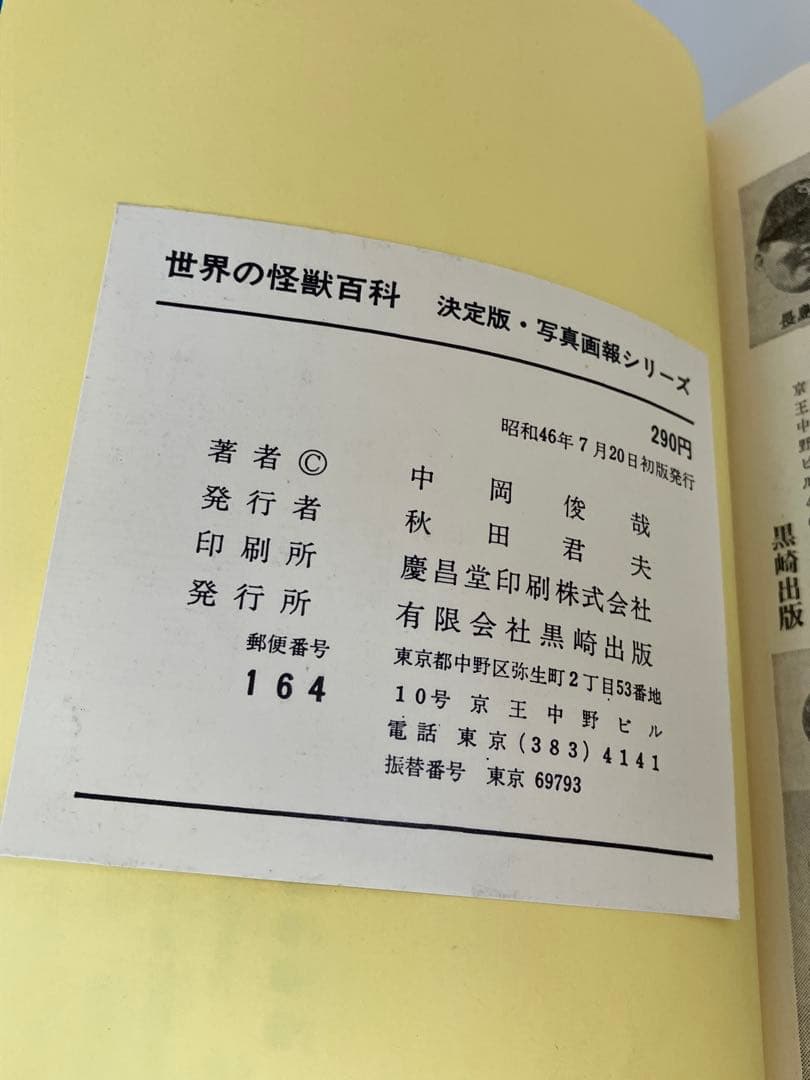 世界の怪獣百科 決定版・写真画報シリーズ
290円
昭和46年7月20日初版発行
著者© 中岡俊哉
発行者 秋田君夫
印刷所 慶昌堂印刷株式会社
発行所 有限会社黒崎出版
郵便番号 東京都中野区弥生町2丁目53番地
164 10号 京王中野ビル
電話 東京(383)4141
振替番号 東京 69793
京王中野ビ
黒崎出版